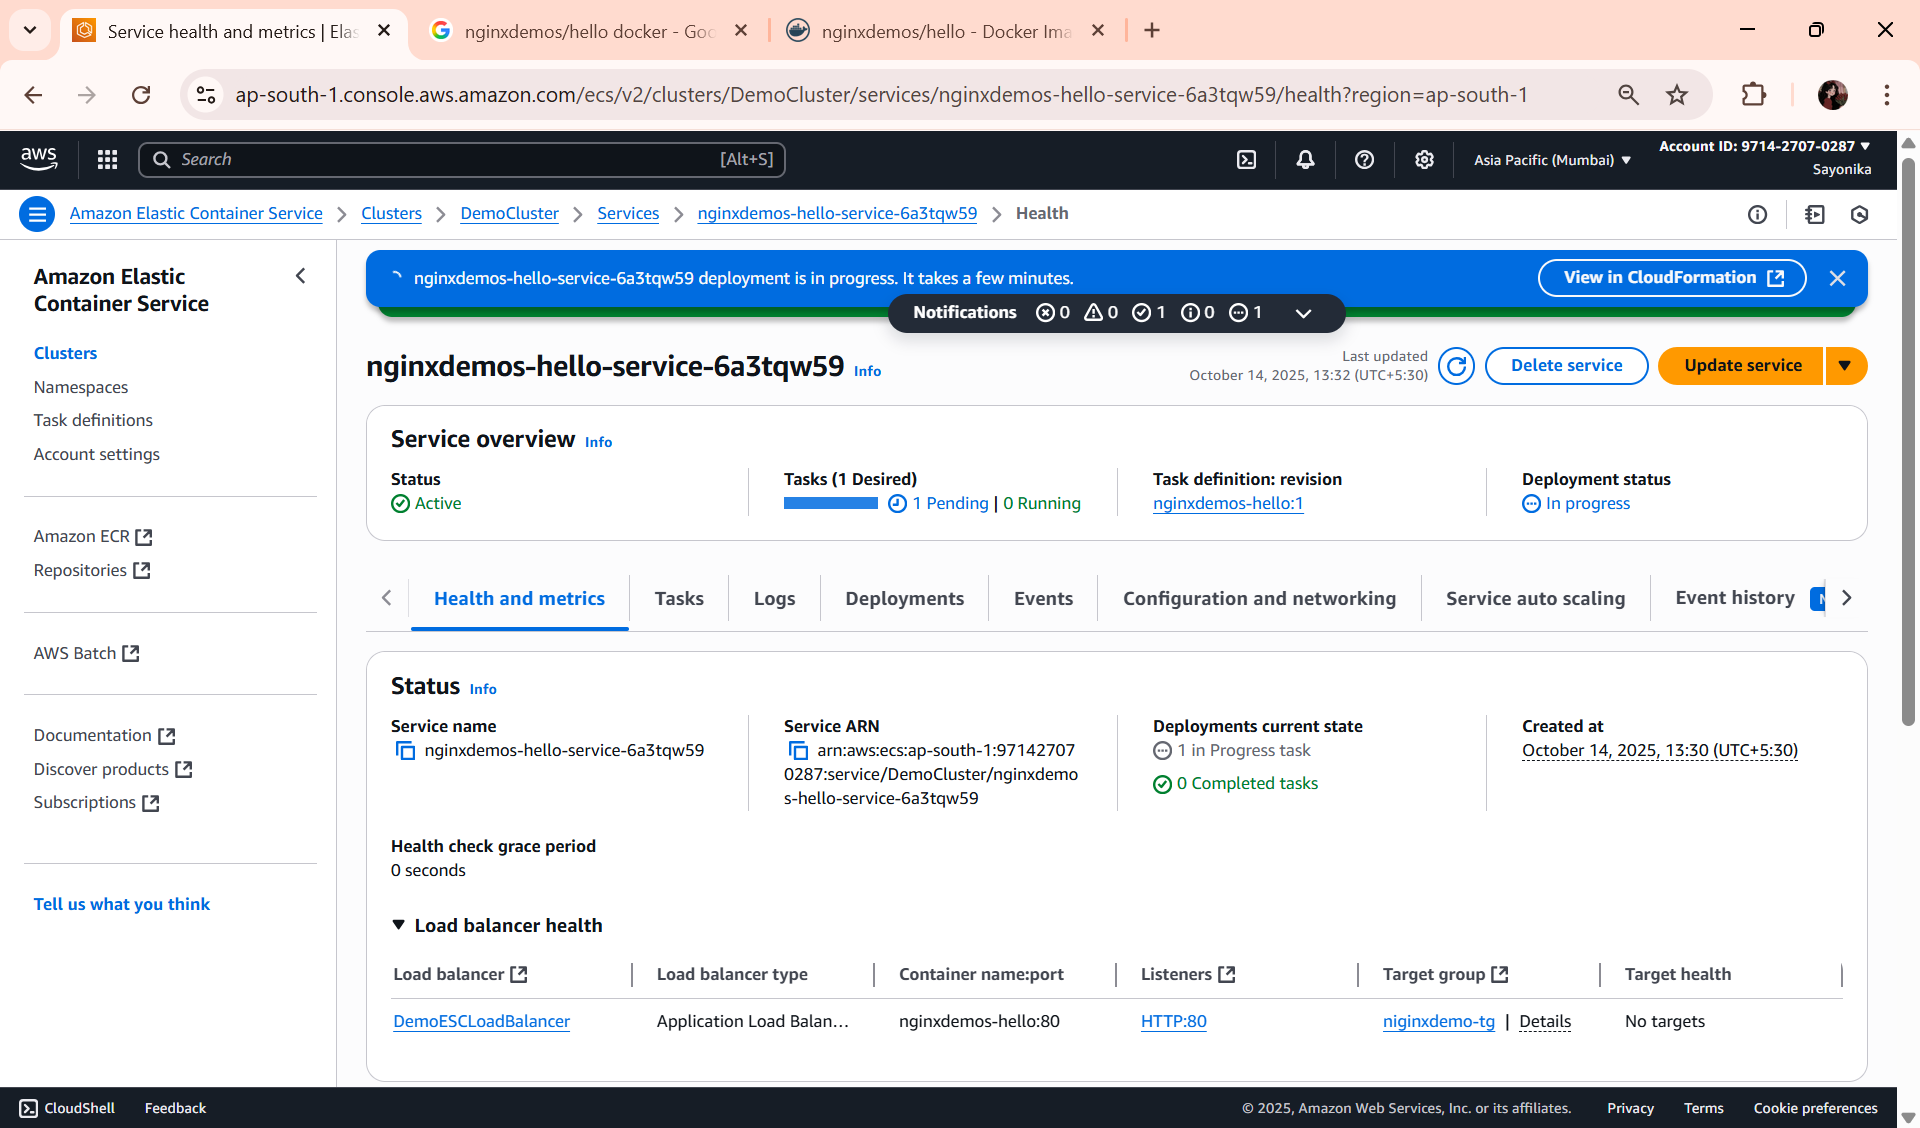 Service health and metrics | Elas
nginxdemos/hello docker - Goo
nginxdemos/hello - Docker Ima
ap-south-1.console.aws.amazon.com/ecs/v2/clusters/DemoCluster/services/nginxdemos-hello-service-6a3tqw59/health?region=ap-south-1
aws
Search
[Alt+S]
Asia Pacific (Mumbai)
Account ID: 9714-2707-0287
Sayonika
Amazon Elastic Container Service
Clusters
DemoCluster
Services
nginxdemos-hello-service-6a3tqw59
Health
Amazon Elastic
Container Service
Clusters
Namespaces
Task definitions
Account settings
Amazon ECR
Repositories
AWS Batch
Documentation
Discover products
Subscriptions
Tell us what you think
nginxdemos-hello-service-6a3tqw59 deployment is in progress. It takes a few minutes.
View in CloudFormation
Notifications 0 0 1 0 1
nginxdemos-hello-service-6a3tqw59 Info
Last updated
October 14, 2025, 13:32 (UTC+5:30)
Delete service
Update service
Service overview Info
Status
Active
Tasks (1 Desired)
1 Pending | 0 Running
Task definition: revision
nginxdemos-hello:1
Deployment status
In progress
Health and metrics
Tasks
Logs
Deployments
Events
Configuration and networking
Service auto scaling
Event history
Status Info
Service name
nginxdemos-hello-service-6a3tqw59
Service ARN
arn:aws:ecs:ap-south-1:97142707
0287:service/DemoCluster/nginxdemo
s-hello-service-6a3tqw59
Deployments current state
1 in Progress task
0 Completed tasks
Created at
October 14, 2025, 13:30 (UTC+5:30)
Health check grace period
0 seconds
Load balancer health
Load balancer
Load balancer type
Container name:port
Listeners
Target group
Target health
DemoESCLoadBalancer
Application Load Balan...
nginxdemos-hello:80
HTTP:80
niginxdemo-tg | Details
No targets
CloudShell
Feedback
© 2025, Amazon Web Services, Inc. or its affiliates.
Privacy
Terms
Cookie preferences